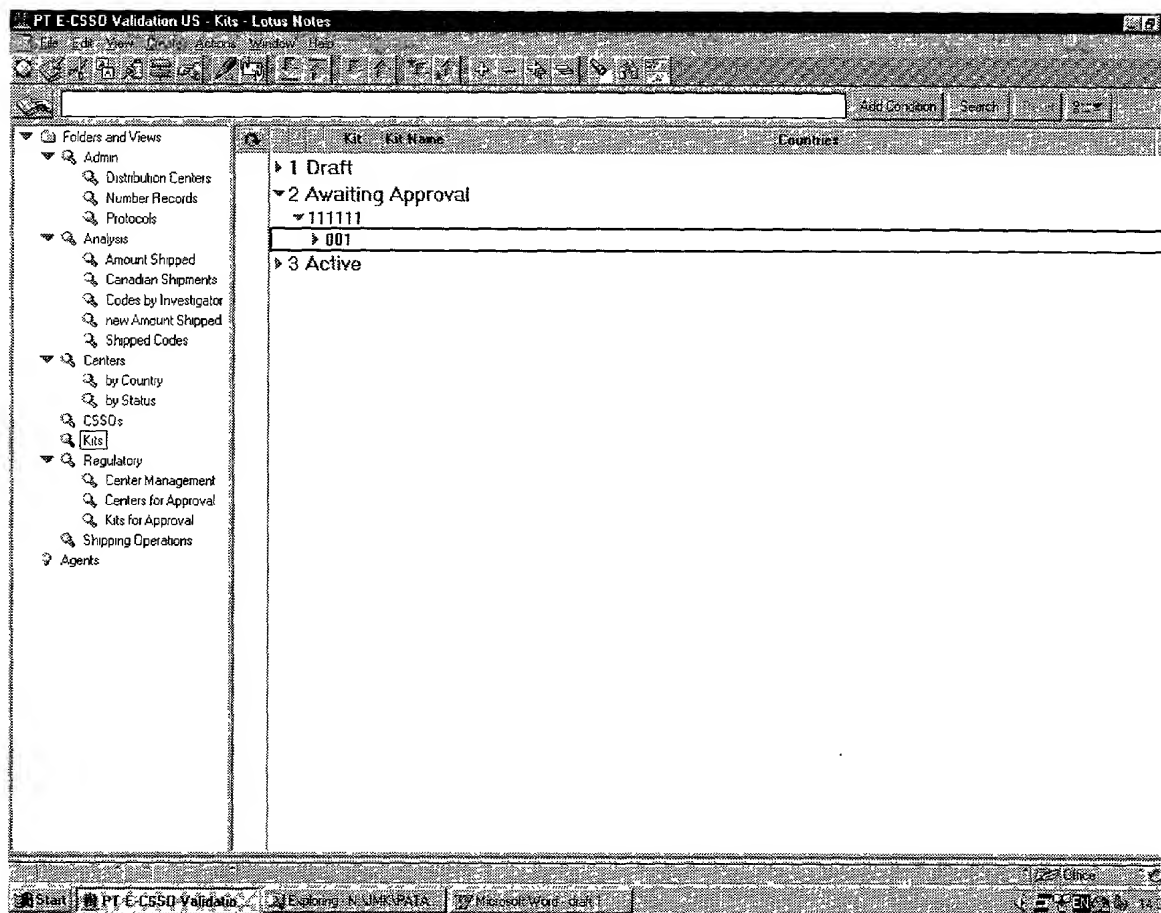 PT E-CSSO Validation US - Kits - Lotus Notes
File Edit View Create Actions Window Help
Add Condition Search
Folders and Views
Admin
Distribution Centers
Number Records
Protocols
Analysis
Amount Shipped
Canadian Shipments
Codes by Investigator
new Amount Shipped
Shipped Codes
Centers
by Country
by Status
CSSOs
Kits
Regulatory
Center Management
Centers for Approval
Kits for Approval
Shipping Operations
Agents
Kit Kit Name Countries
1 Draft
2 Awaiting Approval
111111
001
3 Active
Office
Start PT E-CSSO Validatio... Exploring Microsoft Word - draft 1
EN